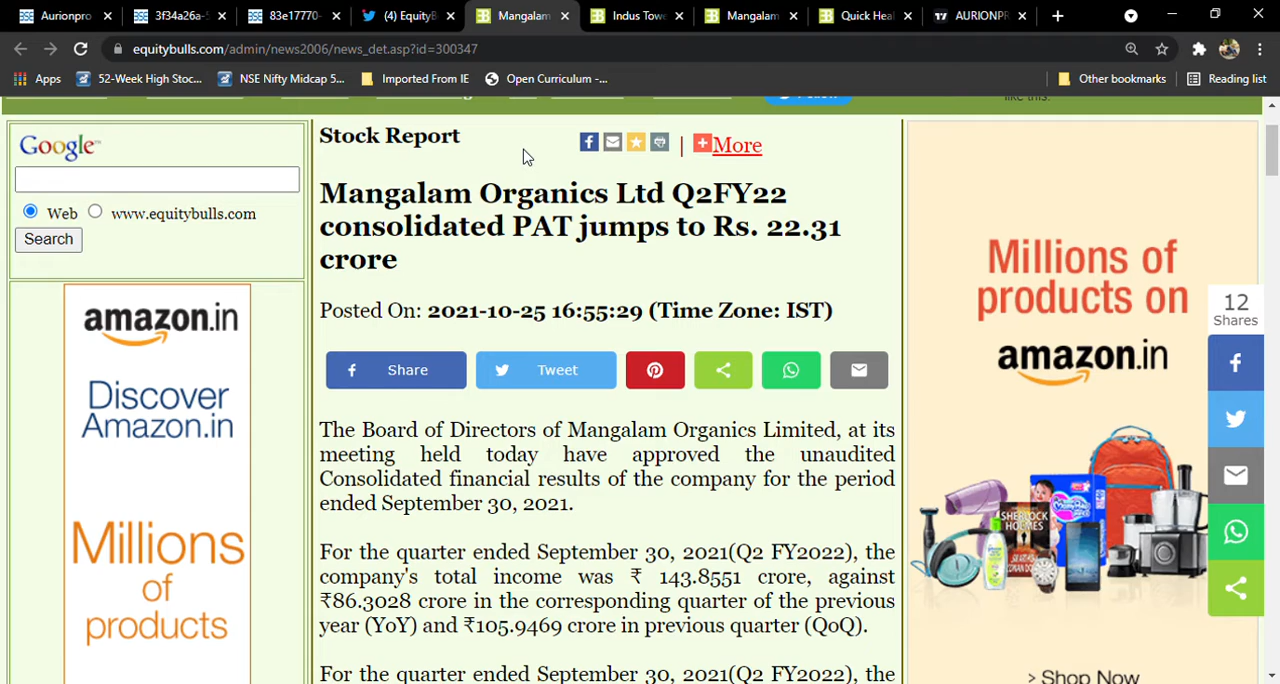 Aurionpro
3f34a26a-
83e17770-
(4) EquityB
Mangalam
Indus Towe
Mangalam
Quick Heal
AURIONPR
equitybulls.com/admin/news2006/news_det.asp?id=300347
Apps
52-Week High Stoc...
NSE Nifty Midcap 5...
Imported From IE
Open Curriculum -...
Other bookmarks
Reading list
like this.
Google
Web
www.equitybulls.com
Search
amazon.in
Discover
Amazon.in
Millions
of
products
Stock Report
| More
Mangalam Organics Ltd Q2FY22
consolidated PAT jumps to Rs. 22.31
crore
Posted On: 2021-10-25 16:55:29 (Time Zone: IST)
Share
Tweet
The Board of Directors of Mangalam Organics Limited, at its
meeting held today have approved the unaudited
Consolidated financial results of the company for the period
ended September 30, 2021.
For the quarter ended September 30, 2021(Q2 FY2022), the
company's total income was ₹ 143.8551 crore, against
₹86.3028 crore in the corresponding quarter of the previous
year (YoY) and ₹105.9469 crore in previous quarter (QoQ).
For the quarter ended September 30, 2021(Q2 FY2022), the
Millions of
products on
amazon.in
SHERLOCK
HOLMES
> Shop Now
12
Shares